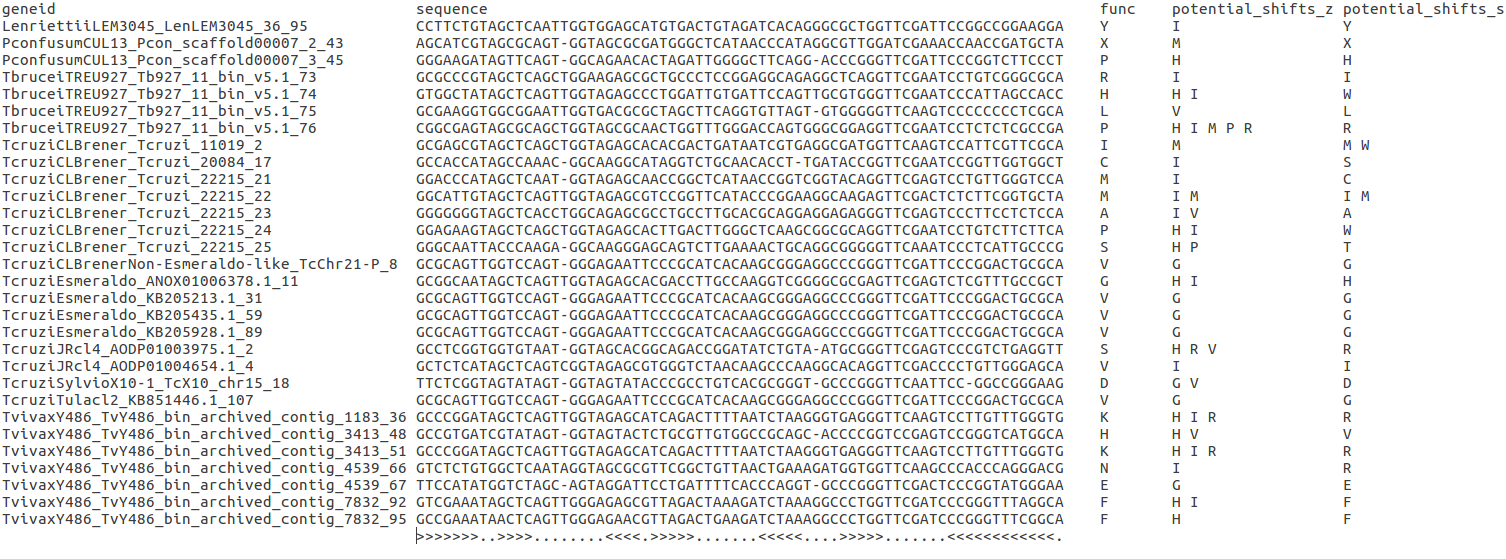 geneid sequence func potential_shifts_z potential_shifts_s
LenriettiiLEM3045_LenLEM3045_36_95 CCTTCTGTAGCTCAATTGGTGGAGCATGTGACTGTAGATCACAGGGCGCTGGTTCGATTCCGGCCGGAAGGA Y I Y
PconfusumCUL13_Pcon_scaffold00007_2_43 AGCATCGTAGCGCAGT-GGTAGCGCGATGGGCTCATAACCCATAGGCGTTGGATCGAAACCAACCGATGCTA X M X
PconfusumCUL13_Pcon_scaffold00007_3_45 GGGAAGATAGTTCAGT-GGCAGAACACTAGATTGGGGCTTCAGG-ACCCGGGTTCGATTCCCGGTCTTCCCT P H H
TbruceiTREU927_Tb927_11_bin_v5.1_73 GCGCCCGTAGCTCAGCTGGAAGAGCGCTGCCCTCCGGAGGCAGAGGCTCAGGTTCGAATCCTGTCGGGCGCA R I I
TbruceiTREU927_Tb927_11_bin_v5.1_74 GTGGCTATAGCTCAGTTGGTAGAGCCCTGGATTGTGATTCCAGTTGCGTGGGTTCGAATCCCATTAGCCACC H H I W
TbruceiTREU927_Tb927_11_bin_v5.1_75 GCGAAGGTGGCGGAATTGGTGACGCGCTAGCTTCAGGTGTTAGT-GTGGGGGTTCAAGTCCCCCCCCTCGCA L V L
TbruceiTREU927_Tb927_11_bin_v5.1_76 CGGCGAGTAGCGCAGCTGGTAGCGCAACTGGTTTGGGACCAGTGGGCGGAGGTTCGAATCCTCTCTCGCCGA P H I M P R R
TcruziCLBrener_Tcruzi_11019_2 GCGAGCGTAGCTCAGCTGGTAGAGCACACGACTGATAATCGTGAGGCGATGGTTCAAGTCCATTCGTTCGCA I M M W
TcruziCLBrener_Tcruzi_20084_17 GCCACCATAGCCAAAC-GGCAAGGCATAGGTCTGCAACACCT-TGATACCGGTTCGAATCCGGTTGGTGGCT C I S
TcruziCLBrener_Tcruzi_22215_21 GGACCCATAGCTCAAT-GGTAGAGCAACCGGCTCATAACCGGTCGGTACAGGTTCGAGTCCTGTTGGGTCCA M I C
TcruziCLBrener_Tcruzi_22215_22 GGCATTGTAGCTCAGTTGGTAGAGCGTCCGGTTCATACCCGGAAGGCAAGAGTTCGACTCTCTTCGGTGCTA M I M I M
TcruziCLBrener_Tcruzi_22215_23 GGGGGGGTAGCTCACCTGGCAGAGCGCCTGCCTTGCACGCAGGAGGAGAGGGTTCGAGTCCCTTCCTCTCCA A I V A
TcruziCLBrener_Tcruzi_22215_24 GGAGAAGTAGCTCAGCTGGTAGAGCACTTGACTTGGGCTCAAGCGGCGCAGGTTCGAATCCTGTCTTCTTCA P H I W
TcruziCLBrener_Tcruzi_22215_25 GGGCAATTACCCAAGA-GGCAAGGGAGCAGTCTTGAAAACTGCAGGCGGGGGTTCAAATCCCTCATTGCCCG S H P T
TcruziCLBrenerNon-Esmeraldo-like_TcChr21-P_8 GCGCAGTTGGTCCAGT-GGGAGAATTCCCGCATCACAAGCGGGAGGCCCGGGTTCGATTCCCGGACTGCGCA V G G
TcruziEsmeraldo_ANOX01006378.1_11 GCGGCAATAGCTCAGTTGGTAGAGCACGACCTTGCCAAGGTCGGGGCGCGAGTTCGAGTCTCGTTTGCCGCT G H I H
TcruziEsmeraldo_KB205213.1_31 GCGCAGTTGGTCCAGT-GGGAGAATTCCCGCATCACAAGCGGGAGGCCCGGGTTCGATTCCCGGACTGCGCA V G G
TcruziEsmeraldo_KB205435.1_59 GCGCAGTTGGTCCAGT-GGGAGAATTCCCGCATCACAAGCGGGAGGCCCGGGTTCGATTCCCGGACTGCGCA V G G
TcruziEsmeraldo_KB205928.1_89 GCGCAGTTGGTCCAGT-GGGAGAATTCCCGCATCACAAGCGGGAGGCCCGGGTTCGATTCCCGGACTGCGCA V G G
TcruziJRcl4_AODP01003975.1_2 GCCTCGGTGGTGTAAT-GGTAGCACGGCAGACCGGATATCTGTA-ATGCGGGTTCGAGTCCCGTCTGAGGTT S H R V R
TcruziJRcl4_AODP01004654.1_4 GCTCTCATAGCTCAGTCGGTAGAGCGTGGGTCTAACAAGCCCAAGGCACAGGTTCGACCCCTGTTGGGAGCA V I I
TcruziSylvioX10-1_TcX10_chr15_18 TTCTCGGTAGTATAGT-GGTAGTATACCCGCCTGTCACGCGGGT-GCCCGGGTTCAATTCC-GGCCGGGAAG D G V D
TcruziTulacl2_KB851446.1_107 GCGCAGTTGGTCCAGT-GGGAGAATTCCCGCATCACAAGCGGGAGGCCCGGGTTCGATTCCCGGACTGCGCA V G G
TvivaxY486_TvY486_bin_archived_contig_1183_36 GCCCGGATAGCTCAGTTGGTAGAGCATCAGACTTTTAATCTAAGGGTGAGGGTTCAAGTCCTTGTTTGGGTG K H I R R
TvivaxY486_TvY486_bin_archived_contig_3413_48 GCCGTGATCGTATAGT-GGTAGTACTCTGCGTTGTGGCCGCAGC-ACCCCGGTCCGAGTCCGGGTCATGGCA H H V V
TvivaxY486_TvY486_bin_archived_contig_3413_51 GCCCGGATAGCTCAGTTGGTAGAGCATCAGACTTTTAATCTAAGGGTGAGGGTTCAAGTCCTTGTTTGGGTG K H I R R
TvivaxY486_TvY486_bin_archived_contig_4539_66 GTCTCTGTGGCTCAATAGGTAGCGCGTTCGGCTGTTAACTGAAAGATGGTGGTTCAAGCCCACCCAGGGACG N I R
TvivaxY486_TvY486_bin_archived_contig_4539_67 TTCCATATGGTCTAGC-AGTAGGATTCCTGATTTTCACCCAGGT-GCCCGGGTTCGACTCCCGGTATGGGAA E G E
TvivaxY486_TvY486_bin_archived_contig_7832_92 GTCGAAATAGCTCAGTTGGGAGAGCGTTAGACTAAAGATCTAAAGGCCCTGGTTCGATCCCGGGTTTAGGCA F H I F
TvivaxY486_TvY486_bin_archived_contig_7832_95 GCCGAAATAACTCAGTTGGGAGAACGTTAGACTGAAGATCTAAAGGCCCTGGTTCGATCCCGGGTTTCGGCA F H F
>>>>>>>..>>>>........<<<<.>>>>>.......<<<<<....>>>>>.......<<<<<<<<<<<<.